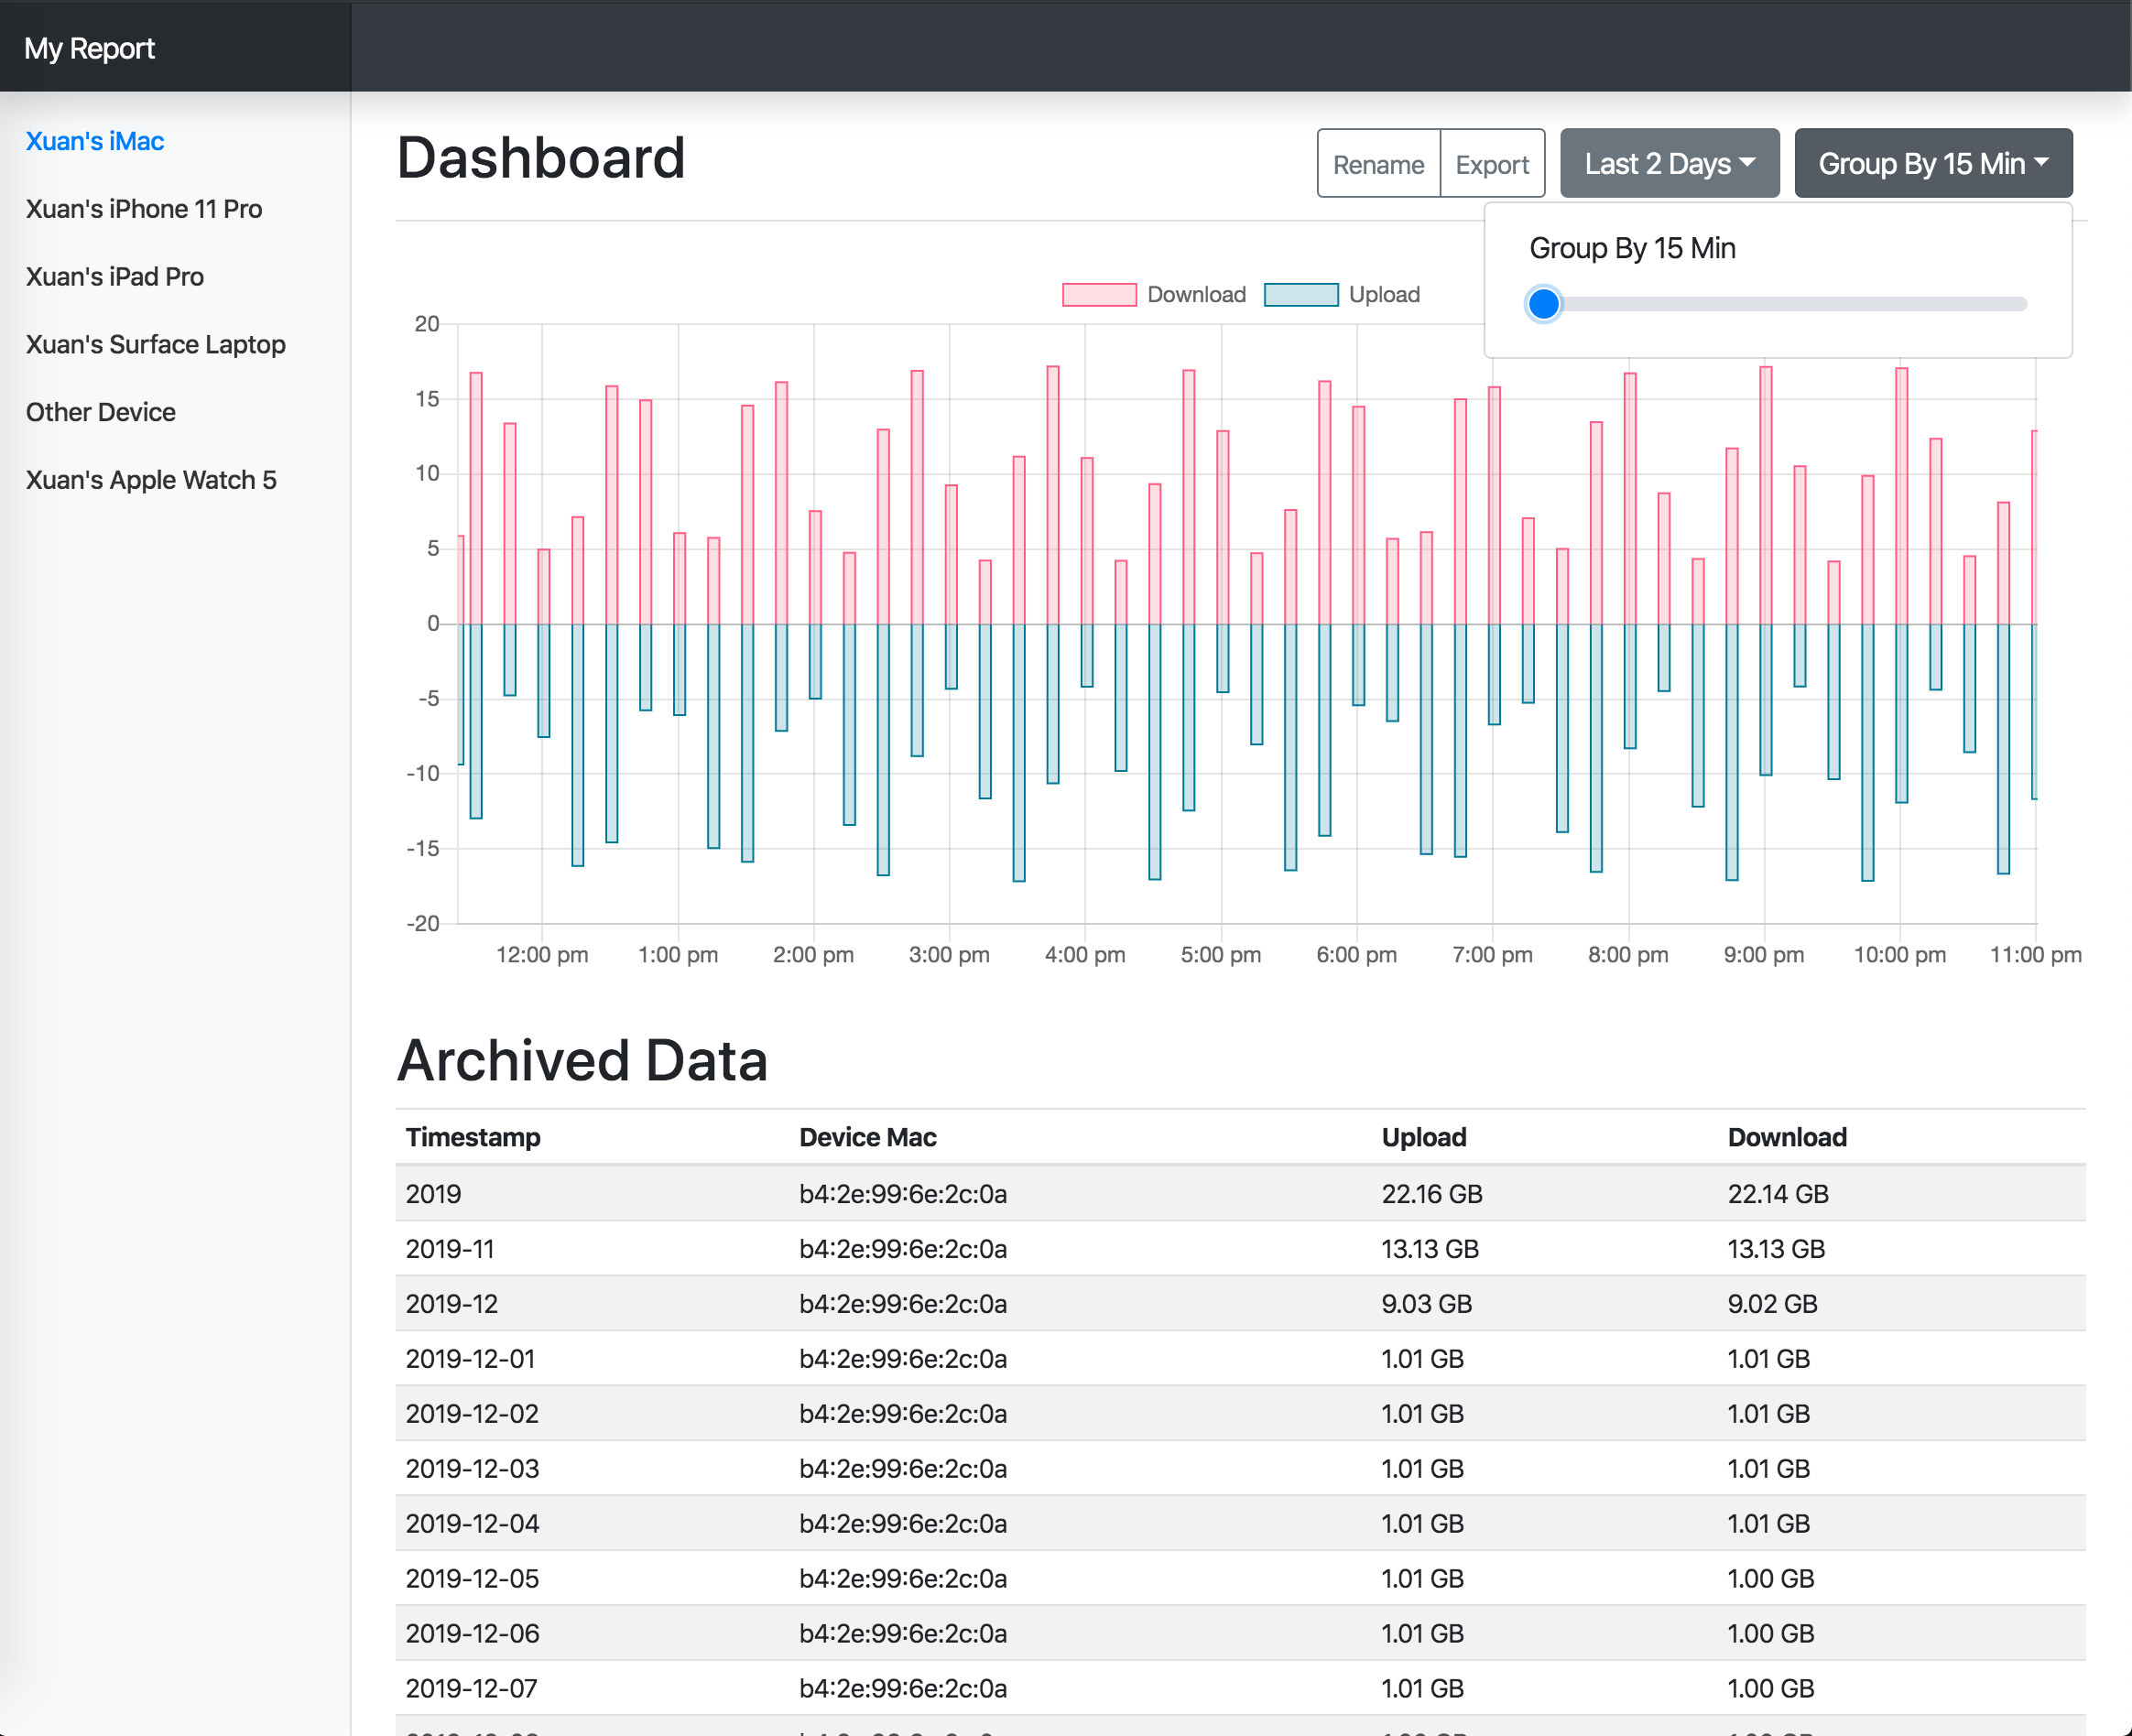 My Report
Xuan's iMac
Xuan's iPhone 11 Pro
Xuan's iPad Pro
Xuan's Surface Laptop
Other Device
Xuan's Apple Watch 5
Dashboard
Rename Export Last 2 Days Group By 15 Min
Group By 15 Min
Download Upload
20
15
10
5
0
-5
-10
-15
-20
12:00 pm 1:00 pm 2:00 pm 3:00 pm 4:00 pm 5:00 pm 6:00 pm 7:00 pm 8:00 pm 9:00 pm 10:00 pm 11:00 pm
Archived Data
Timestamp Device Mac Upload Download
2019 b4:2e:99:6e:2c:0a 22.16 GB 22.14 GB
2019-11 b4:2e:99:6e:2c:0a 13.13 GB 13.13 GB
2019-12 b4:2e:99:6e:2c:0a 9.03 GB 9.02 GB
2019-12-01 b4:2e:99:6e:2c:0a 1.01 GB 1.01 GB
2019-12-02 b4:2e:99:6e:2c:0a 1.01 GB 1.01 GB
2019-12-03 b4:2e:99:6e:2c:0a 1.01 GB 1.01 GB
2019-12-04 b4:2e:99:6e:2c:0a 1.01 GB 1.01 GB
2019-12-05 b4:2e:99:6e:2c:0a 1.01 GB 1.00 GB
2019-12-06 b4:2e:99:6e:2c:0a 1.01 GB 1.00 GB
2019-12-07 b4:2e:99:6e:2c:0a 1.01 GB 1.00 GB